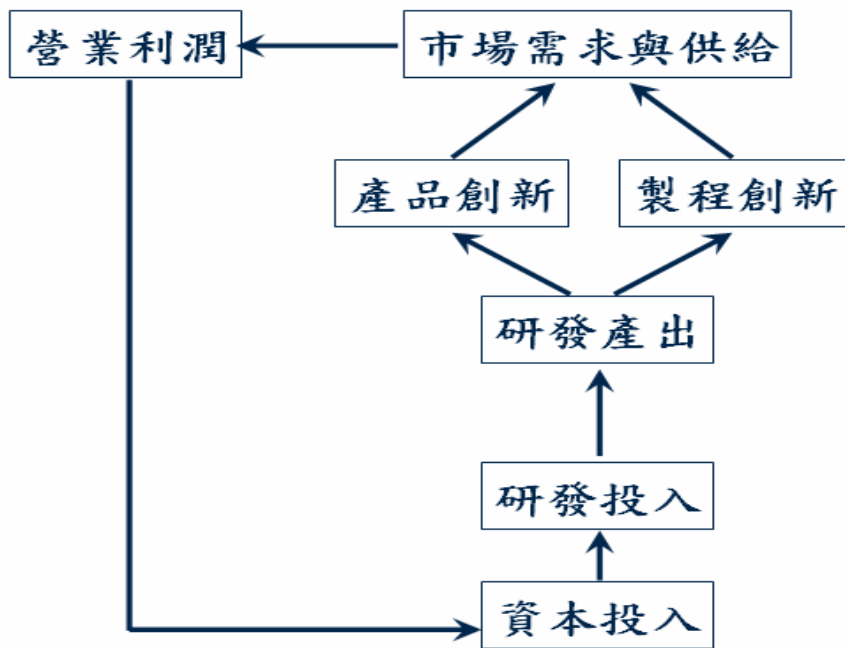 營業利潤
市場需求與供給
產品創新
製程創新
研發產出
研發投入
資本投入